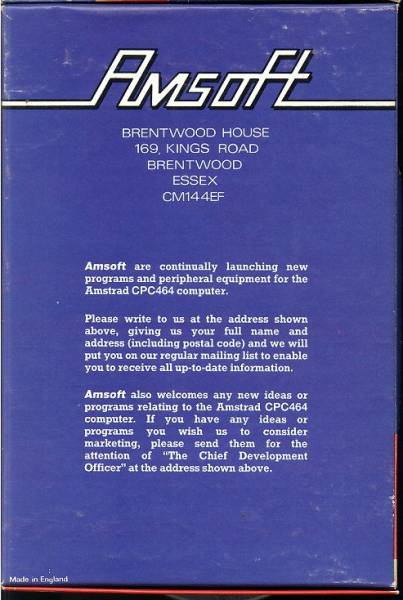 Amsoft
BRENTWOOD HOUSE
169, KINGS ROAD
BRENTWOOD
ESSEX
CM144EF
Amsoft are continually launching new
programs and peripheral equipment for the
Amstrad CPC464 computer.
Please write to us at the address shown
above, giving us your full name and
address (including postal code) and we will
put you on our regular mailing list to enable
you to receive all up-to-date information.
Amsoft also welcomes any new ideas or
programs relating to the Amstrad CPC464
computer. If you have any ideas or
programs you wish us to consider
marketing, please send them for the
attention of "The Chief Development
Officer" at the address shown above.
Made in England